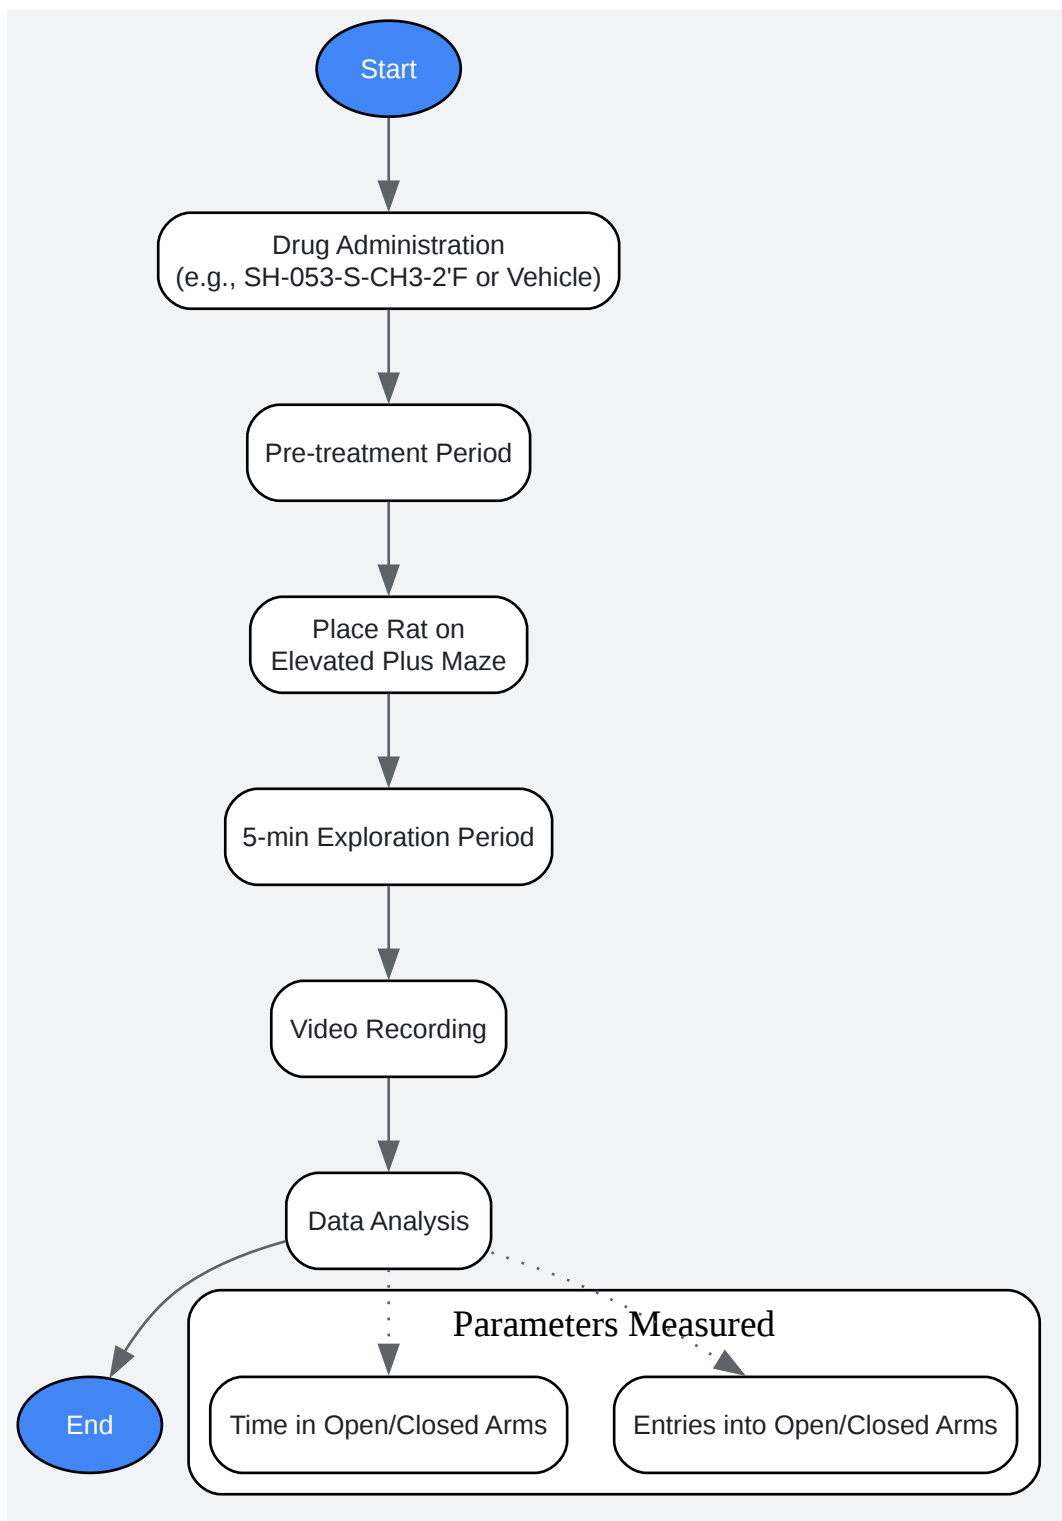 Start
Drug Administration
(e.g., SH-053-S-CH3-2'F or Vehicle)
Pre-treatment Period
Place Rat on
Elevated Plus Maze
5-min Exploration Period
Video Recording
Data Analysis
Parameters Measured
End
Time in Open/Closed Arms
Entries into Open/Closed Arms